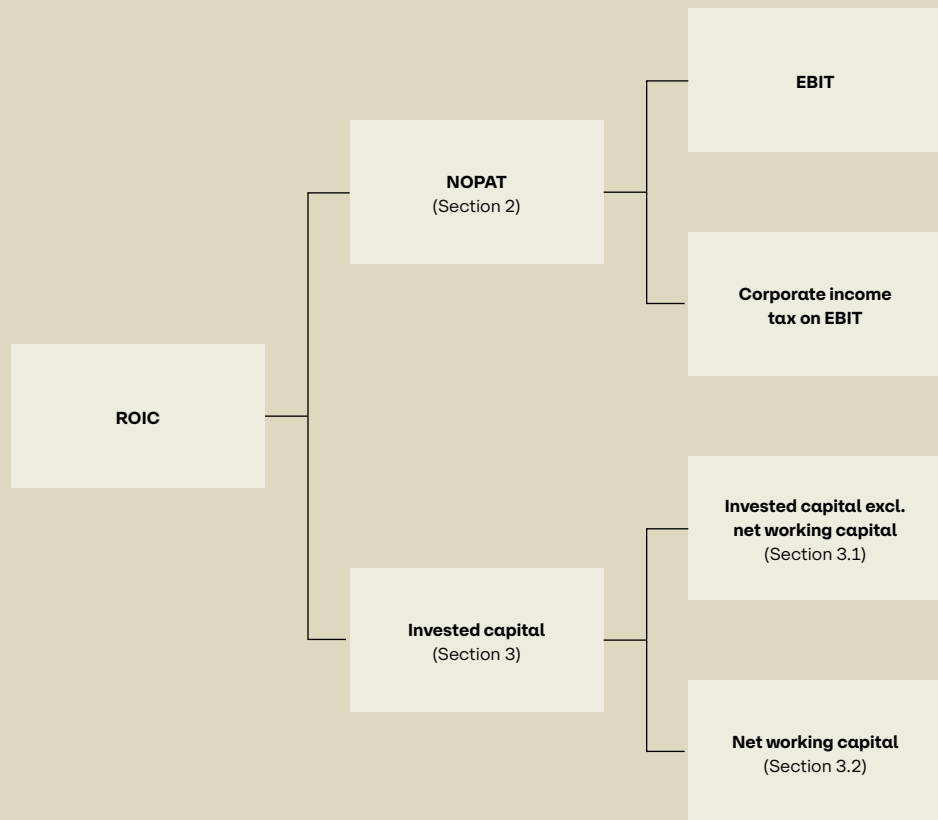 EBIT
NOPAT
(Section 2)
Corporate income
tax on EBIT
ROIC
Invested capital excl.
net working capital
(Section 3.1)
Invested capital
(Section 3)
Net working capital
(Section 3.2)